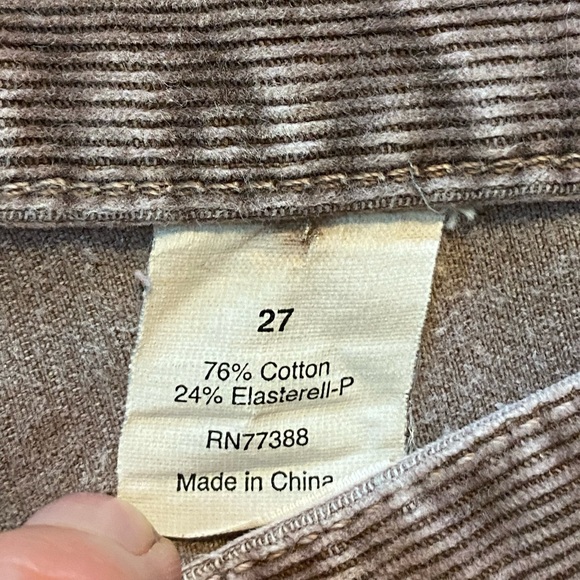 27
76% Cotton
24% Elasterell-P
RN77388
Made in China